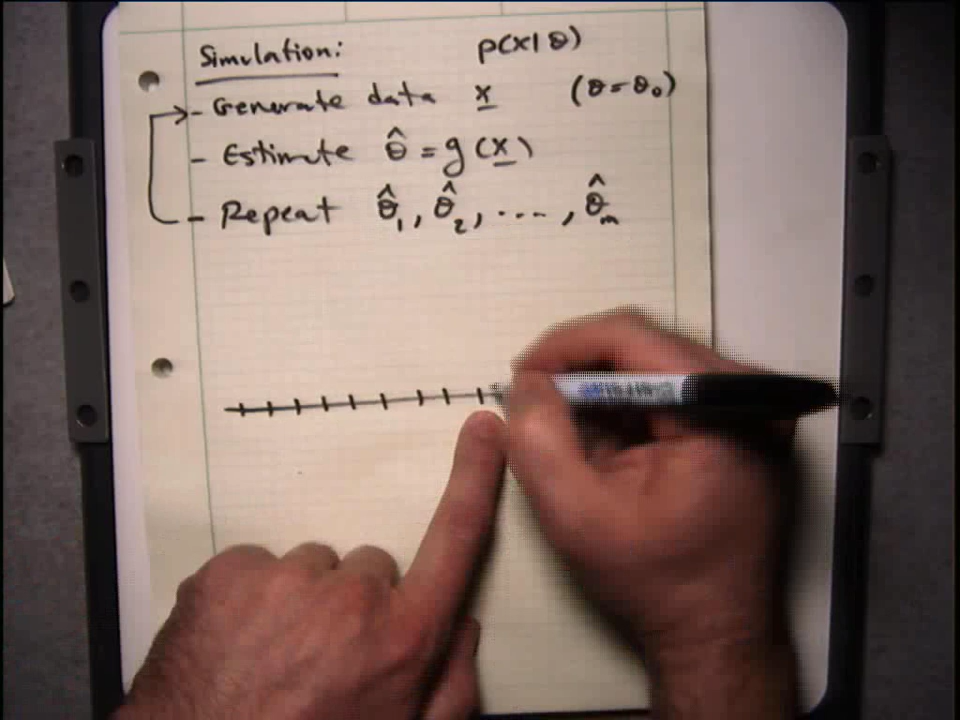 Simulation: p(x|θ)
- Generate data x (θ=θ₀)
- Estimate θ̂ = g(x)
- Repeat θ̂₁, θ̂₂, ...., θ̂ₘ